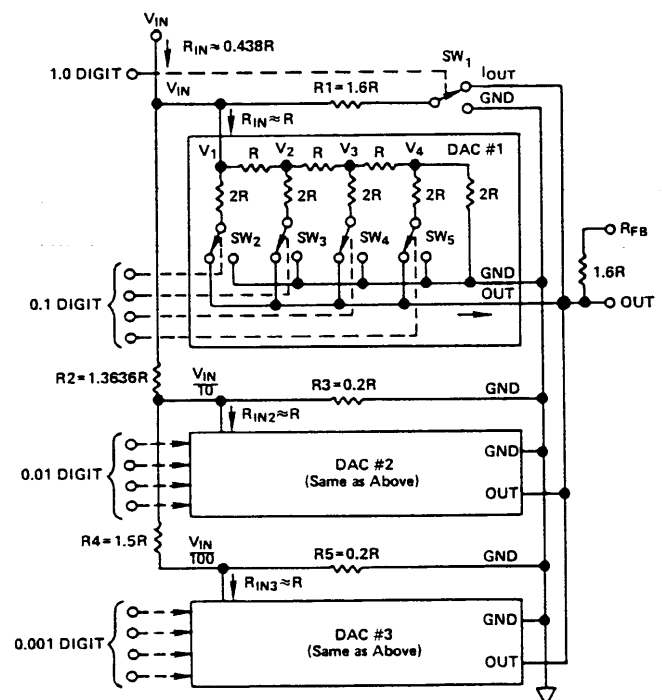 VIN
RIN≈0.438R
1.0 DIGIT
SW1
IOUT
VIN
R1=1.6R
GND
RIN≈R
V1 R V2 R V3 R V4 DAC #1
2R 2R 2R 2R 2R
SW2 SW3 SW4 SW5
RFB
1.6R
GND
OUT
OUT
0.1 DIGIT
R2=1.3636R
VIN
10
R3=0.2R
GND
RIN2≈R
0.01 DIGIT
DAC #2
(Same as Above)
GND
OUT
R4=1.5R
VIN
100
R5=0.2R
GND
RIN3≈R
0.001 DIGIT
DAC #3
(Same as Above)
GND
OUT